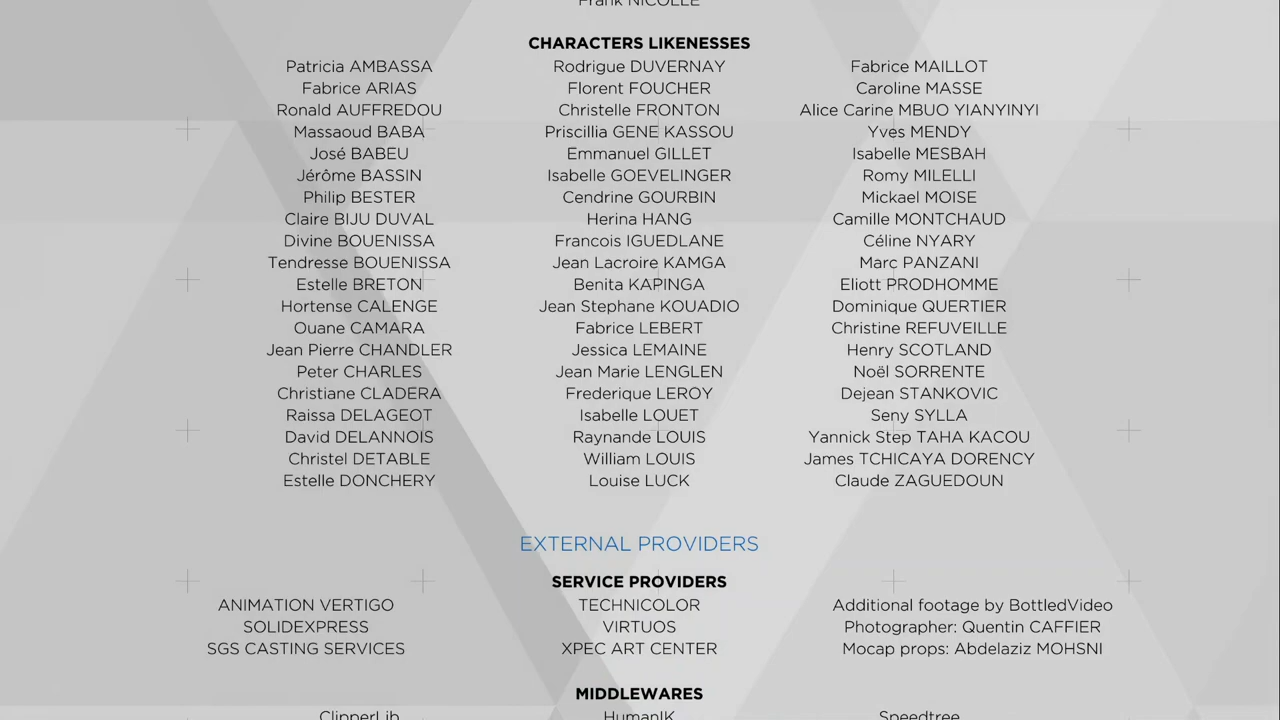 Frank NICOLLE
CHARACTERS LIKENESSES
Patricia AMBASSA
Fabrice ARIAS
Ronald AUFFREDOU
Massaoud BABA
José BABEU
Jérôme BASSIN
Philip BESTER
Claire BIJU DUVAL
Divine BOUENISSA
Tendresse BOUENISSA
Estelle BRETON
Hortense CALENGE
Ouane CAMARA
Jean Pierre CHANDLER
Peter CHARLES
Christiane CLADERA
Raissa DELAGEOT
David DELANNOIS
Christel DETABLE
Estelle DONCHERY
Rodrigue DUVERNAY
Florent FOUCHER
Christelle FRONTON
Priscillia GENE KASSOU
Emmanuel GILLET
Isabelle GOEVELINGER
Cendrine GOURBIN
Herina HANG
Francois IGUEDLANE
Jean Lacroire KAMGA
Benita KAPINGA
Jean Stephane KOUADIO
Fabrice LEBERT
Jessica LEMAINE
Jean Marie LENGLEN
Frederique LEROY
Isabelle LOUET
Raynande LOUIS
William LOUIS
Louise LUCK
Fabrice MAILLOT
Caroline MASSE
Alice Carine MBUO YIANYINYI
Yves MENDY
Isabelle MESBAH
Romy MILELLI
Mickael MOISE
Camille MONTCHAUD
Céline NYARY
Marc PANZANI
Eliott PRODHOMME
Dominique QUERTIER
Christine REFUVEILLE
Henry SCOTLAND
Noël SORRENTE
Dejean STANKOVIC
Seny SYLLA
Yannick Step TAHA KACOU
James TCHICAYA DORENCY
Claude ZAGUEDOUN
EXTERNAL PROVIDERS
SERVICE PROVIDERS
ANIMATION VERTIGO
SOLIDEXPRESS
SGS CASTING SERVICES
TECHNICOLOR
VIRTUOS
XPEC ART CENTER
Additional footage by BottledVideo
Photographer: Quentin CAFFIER
Mocap props: Abdelaziz MOHSNI
MIDDLEWARES
ClipperLib
HumanIK
Speedtree